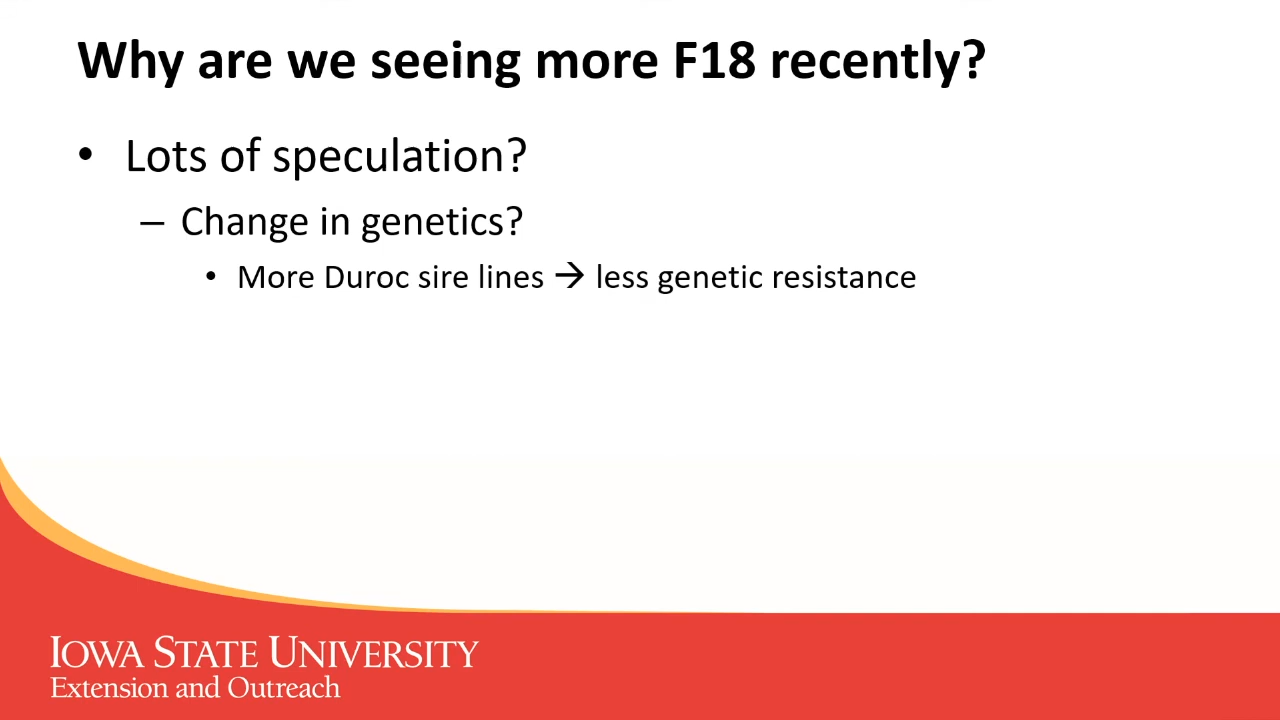 Why are we seeing more F18 recently?
• Lots of speculation?
– Change in genetics?
• More Duroc sire lines → less genetic resistance
IOWA STATE UNIVERSITY
Extension and Outreach